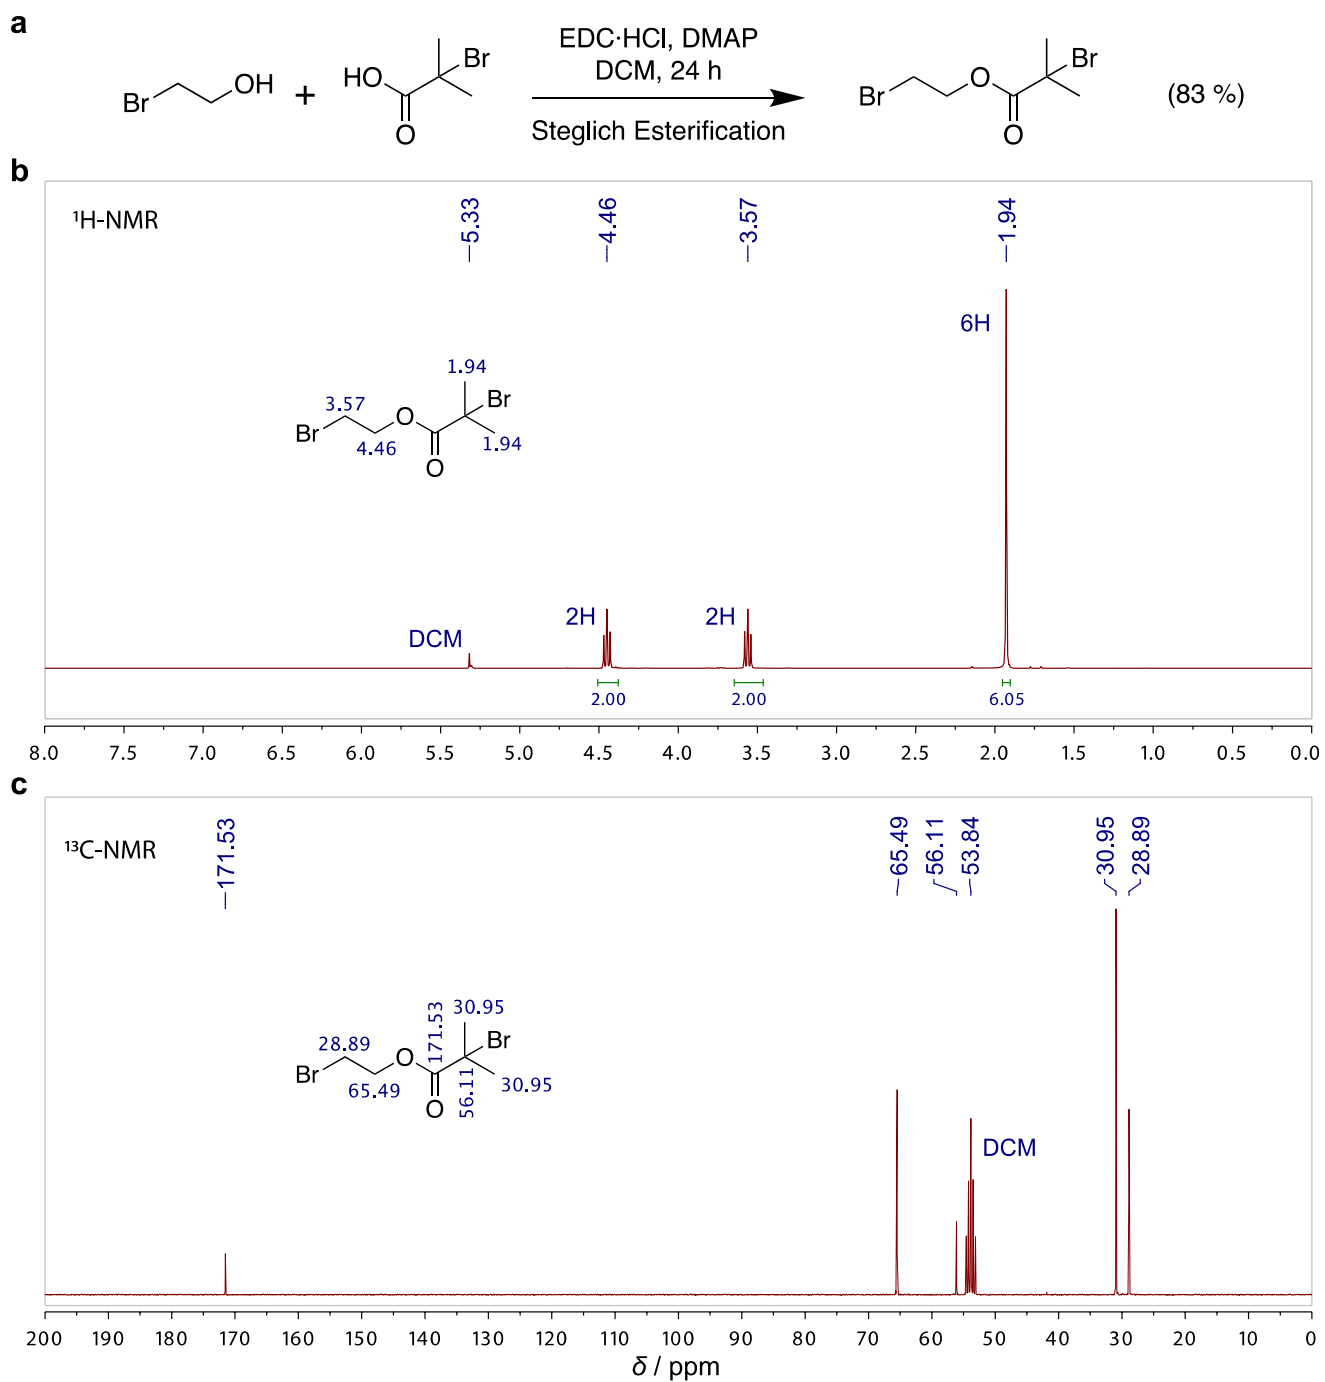 a
EDC·HCl, DMAP
DCM, 24 h
Steglich Esterification
Br
OH
+
HO
O
Br
Br
O
O
Br
(83 %)
b
¹H-NMR
5.33
4.46
3.57
1.94
6H
1.94
3.57
Br
O
Br
4.46
O
1.94
DCM
2H
2H
2.00
2.00
6.05
8.0 7.5 7.0 6.5 6.0 5.5 5.0 4.5 4.0 3.5 3.0 2.5 2.0 1.5 1.0 0.5 0.0
c
¹³C-NMR
171.53
65.49
56.11
53.84
30.95
28.89
30.95
171.53
28.89
Br
O
Br
65.49
O
56.11
30.95
DCM
200 190 180 170 160 150 140 130 120 110 100 90 80 70 60 50 40 30 20 10 0
δ / ppm